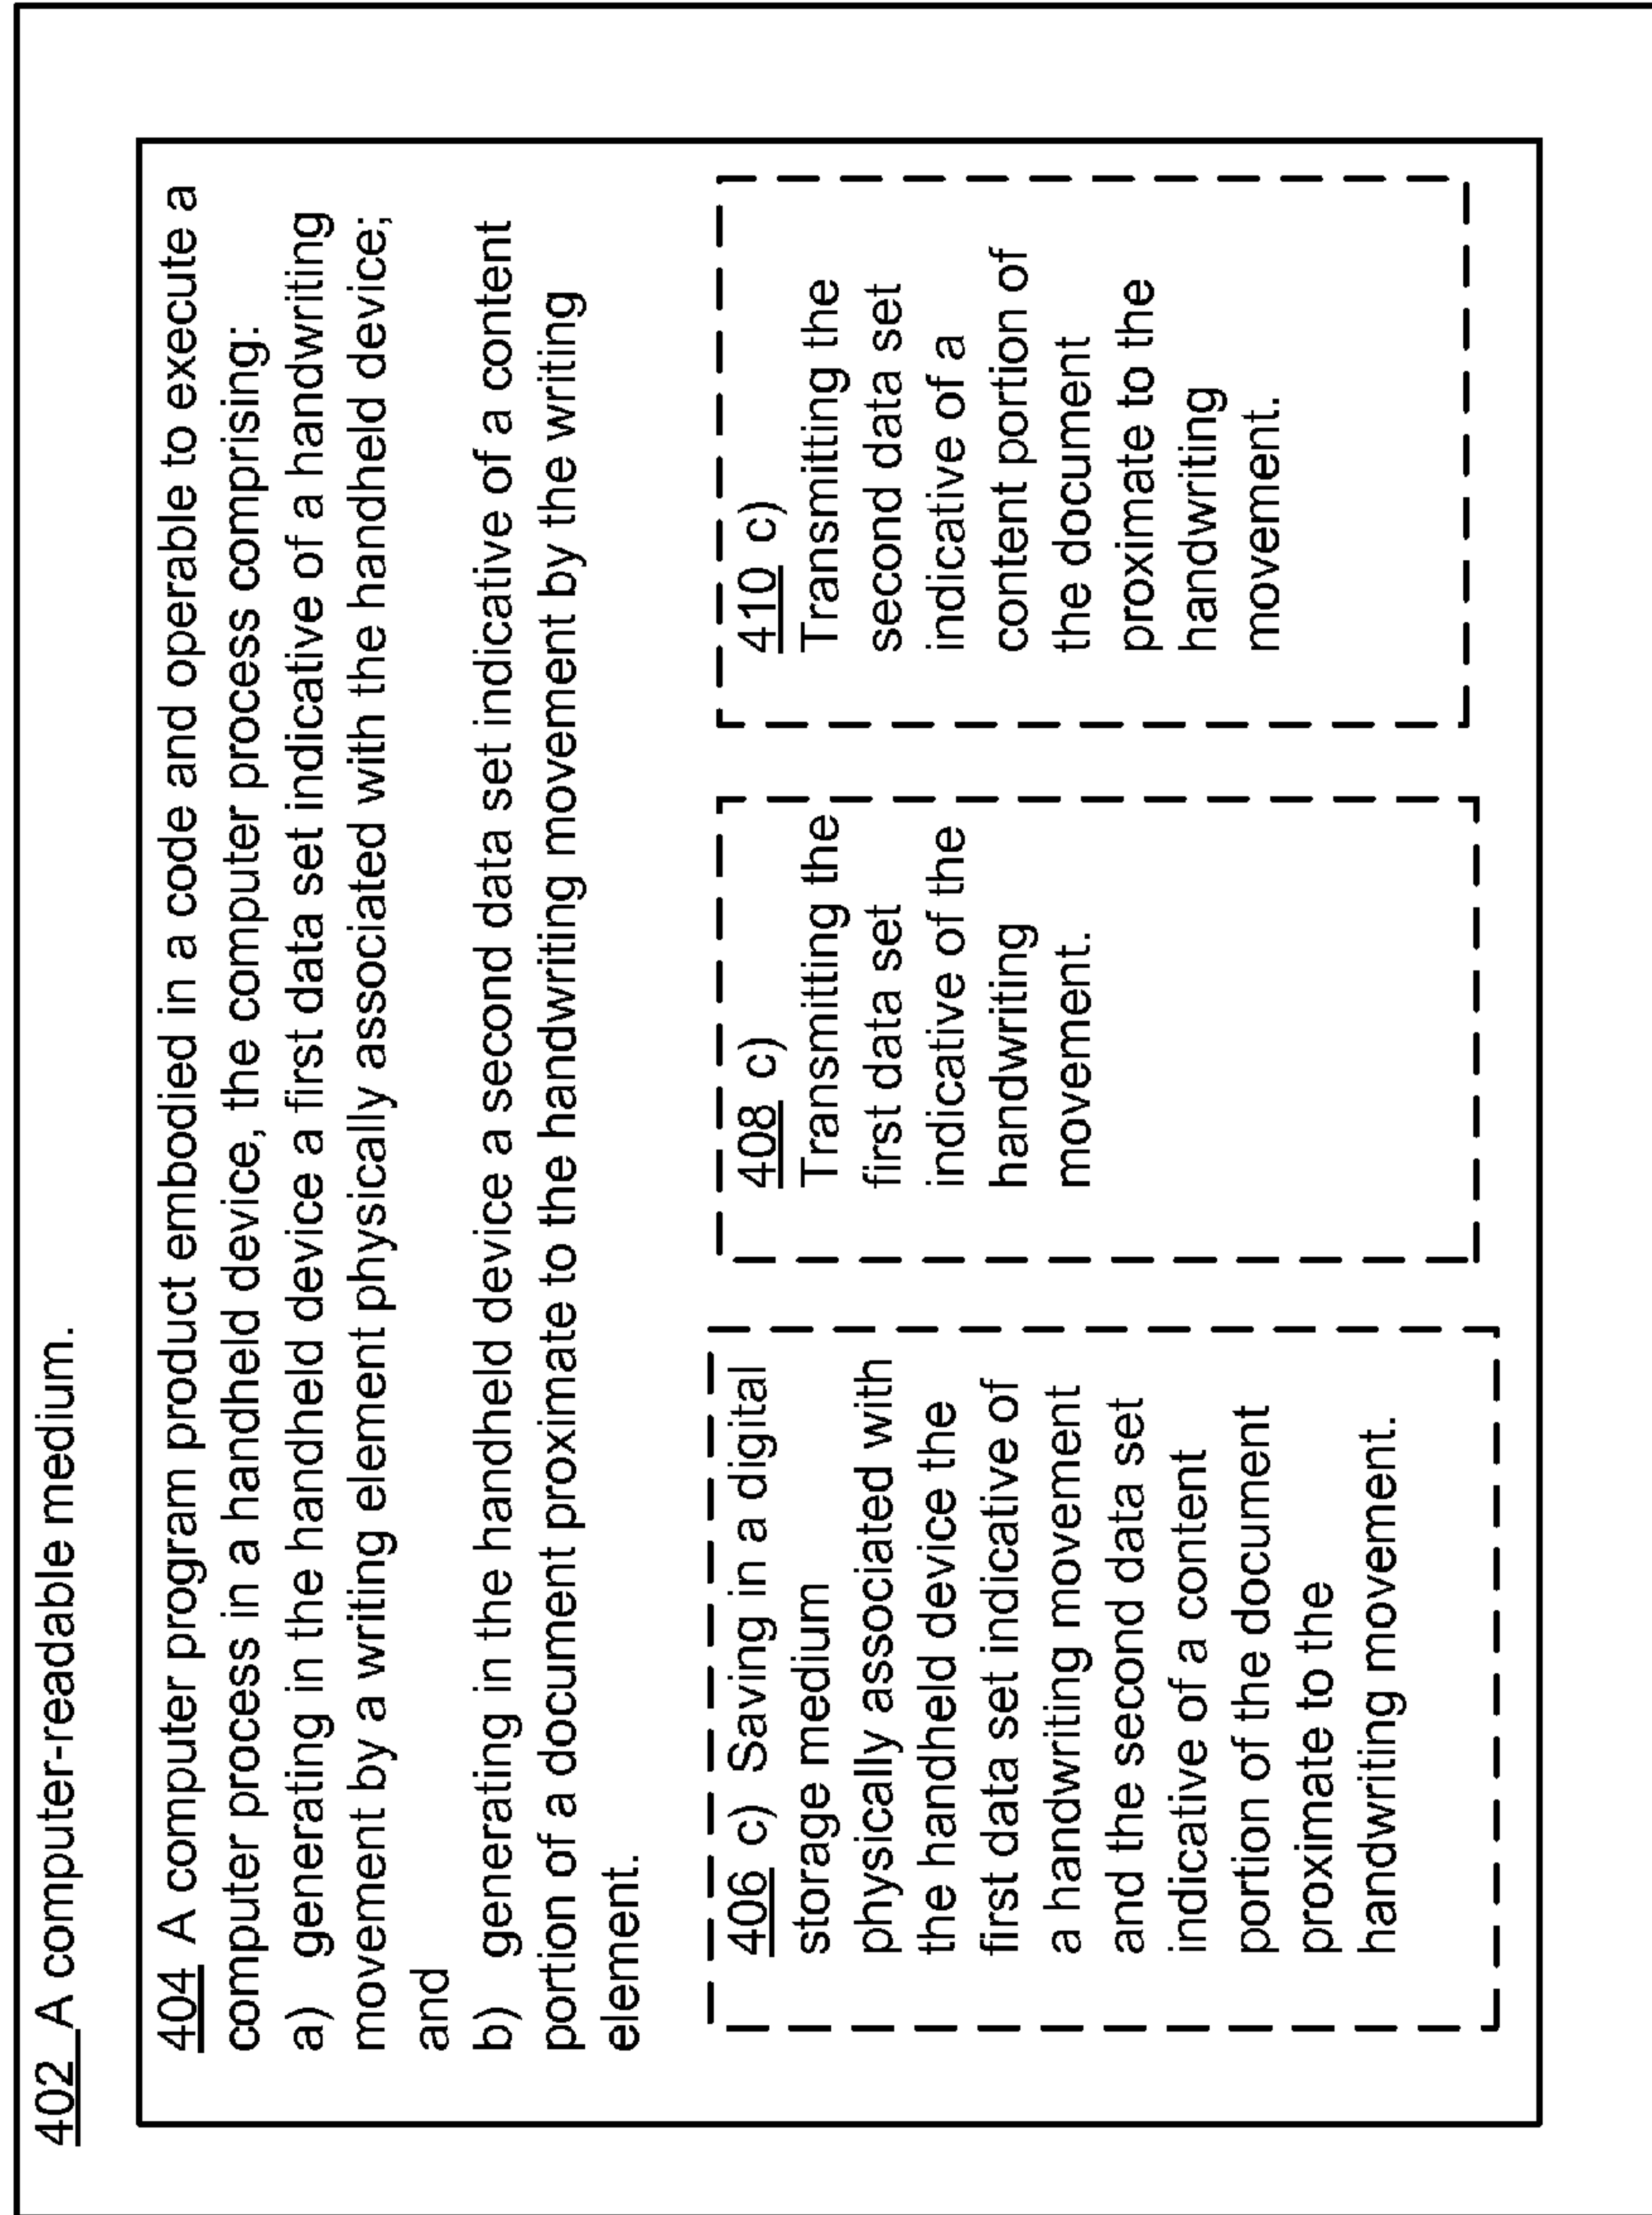 402 A computer-readable medium.
404 A computer program product embodied in a code and operable to execute a
computer process in a handheld device, the computer process comprising:
a) generating in the handheld device a first data set indicative of a handwriting
movement by a writing element physically associated with the handheld device;
and
b) generating in the handheld device a second data set indicative of a content
portion of a document proximate to the handwriting movement by the writing
element.
406 c) Saving in a digital
storage medium
physically associated with
the handheld device the
first data set indicative of
a handwriting movement
and the second data set
indicative of a content
portion of the document
proximate to the
handwriting movement.
408 c)
Transmitting the
first data set
indicative of the
handwriting
movement.
410 c)
Transmitting the
second data set
indicative of a
content portion of
the document
proximate to the
handwriting
movement.